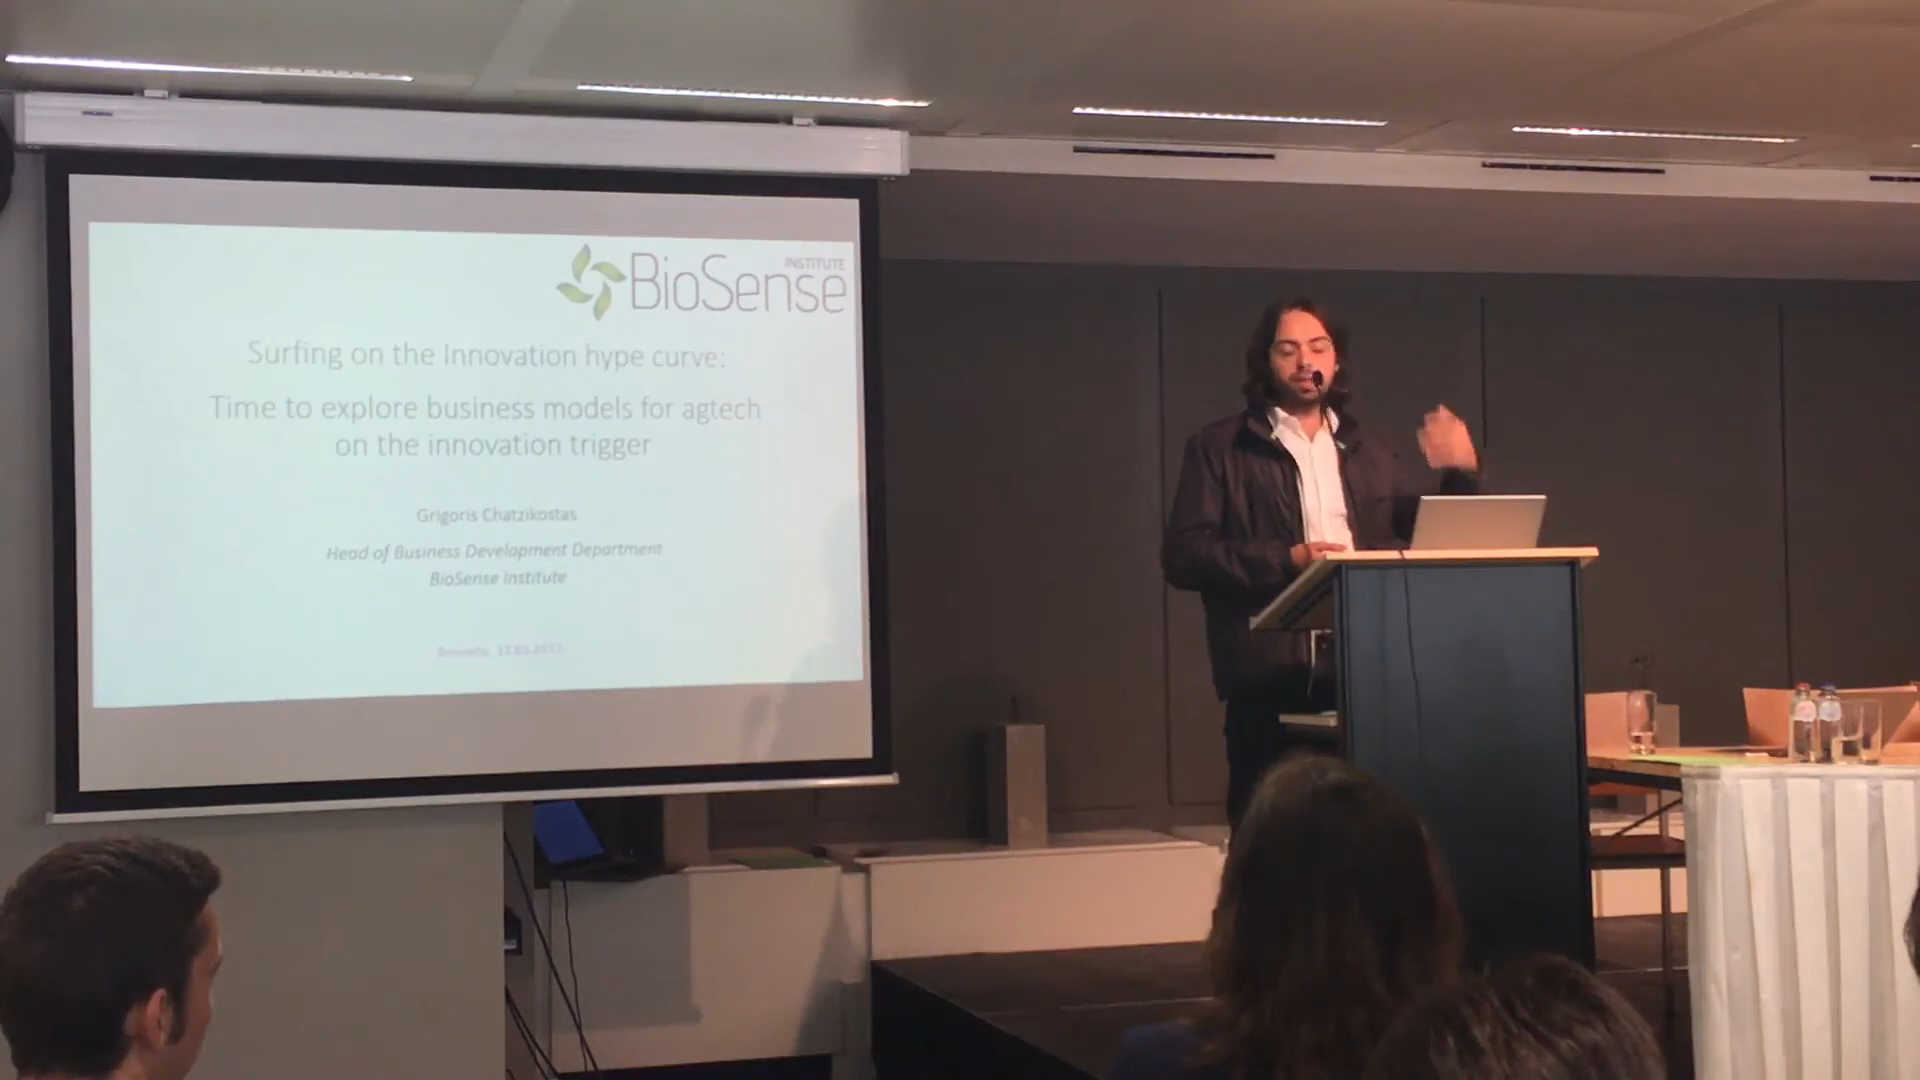 INSTITUTE
BioSense
Surfing on the Innovation hype curve:
Time to explore business models for agtech
on the innovation trigger
Grigoris Chatzikostas
Head of Business Development Department
BioSense Institute